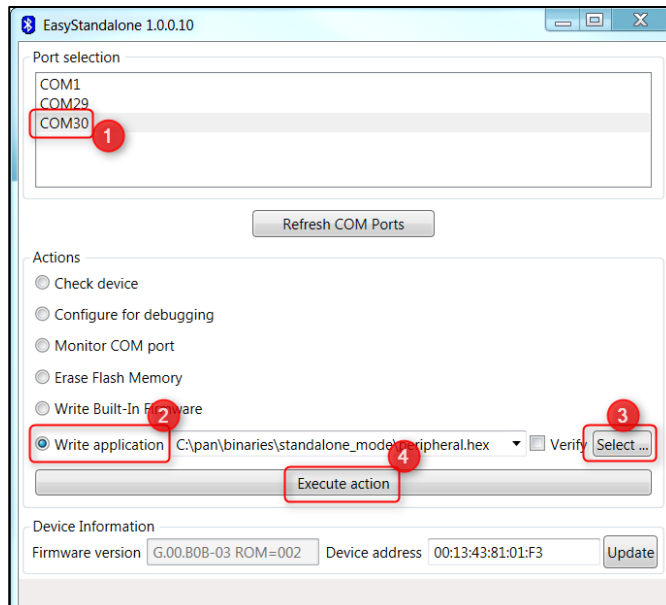 EasyStandalone 1.0.0.10
Port selection
COM1
COM29
COM30
1
Refresh COM Ports
Actions
Check device
Configure for debugging
Monitor COM port
Erase Flash Memory
Write Built-In Firmware
2
3
Write application C:\pan\binaries\standalone_mode\peripheral.hex Verify Select ...
4
Execute action
Device Information
Firmware version G.00.B0B-03 ROM=002 Device address 00:13:43:81:01:F3 Update